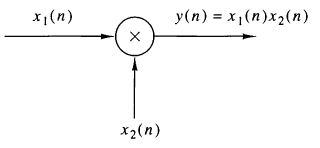 x₁(n)
y(n) = x₁(n)x₂(n)
×
x₂(n)